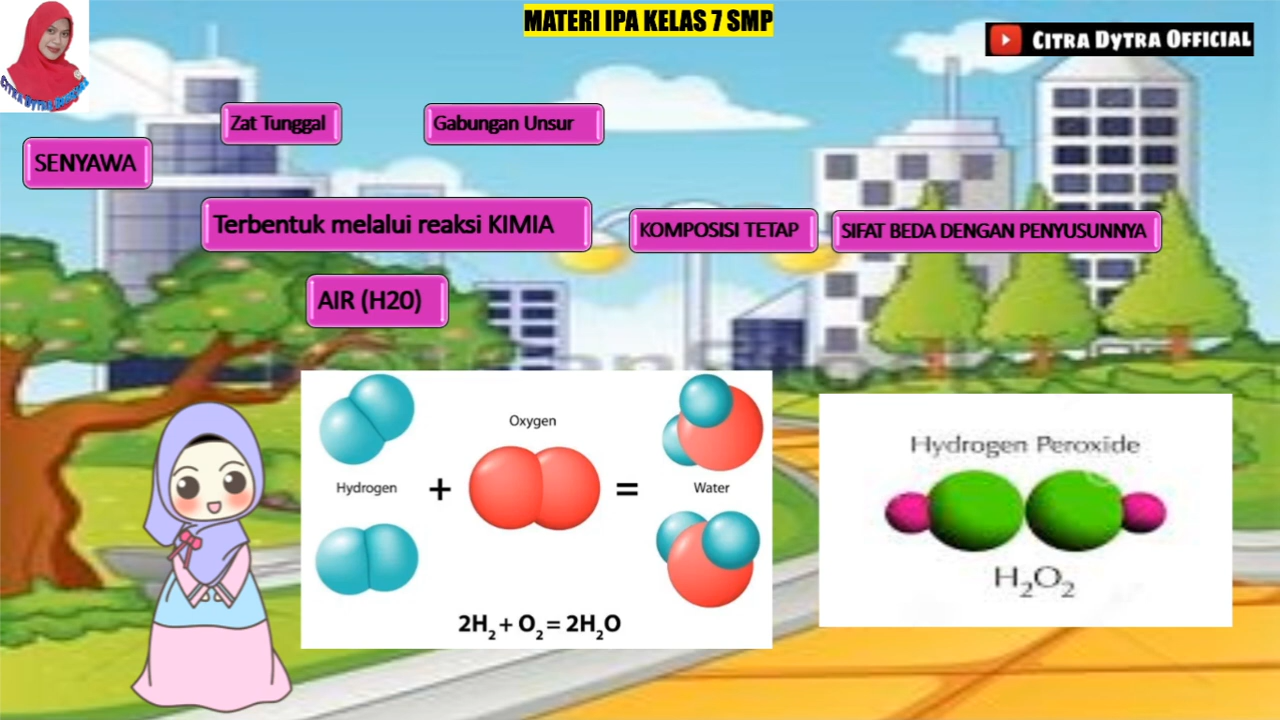 MATERI IPA KELAS 7 SMP
CITRA DYTRA OFFICIAL
Zat Tunggal
Gabungan Unsur
SENYAWA
Terbentuk melalui reaksi KIMIA
KOMPOSISI TETAP
SIFAT BEDA DENGAN PENYUSUNNYA
AIR (H20)
Oxygen
Hydrogen + =  Water
2H₂ + O₂ = 2H₂O
Hydrogen Peroxide
H₂O₂